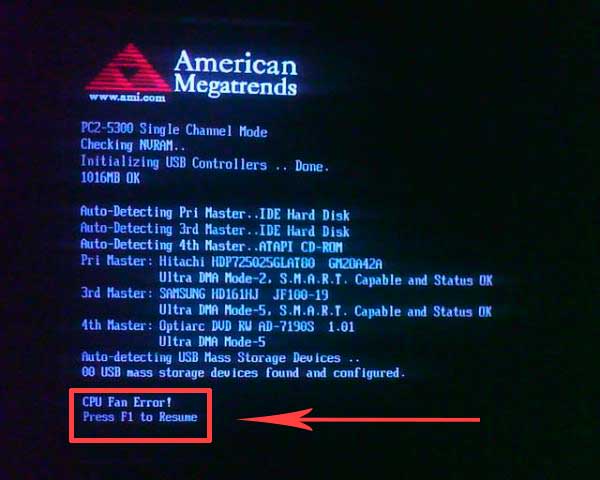 American
Megatrends
www.ami.com
PC2-5300 Single Channel Mode
Checking NVRAM..
Initializing USB Controllers .. Done.
1016MB OK
Auto-Detecting Pri Master..IDE Hard Disk
Auto-Detecting 3rd Master..IDE Hard Disk
Auto-Detecting 4th Master..ATAPI CD-ROM
Pri Master: Hitachi HDP725025GLAT80 GM2OA42A
Ultra DMA Mode-2, S.M.A.R.T. Capable and Status OK
3rd Master: SAMSUNG HD161HJ JF100-19
Ultra DMA Mode-5, S.M.A.R.T. Capable and Status OK
4th Master: Optiarc DVD RW AD-7190S 1.01
Ultra DMA Mode-5
Auto-detecting USB Mass Storage Devices ..
00 USB mass storage devices found and configured.
CPU Fan Error!
Press F1 to Resume